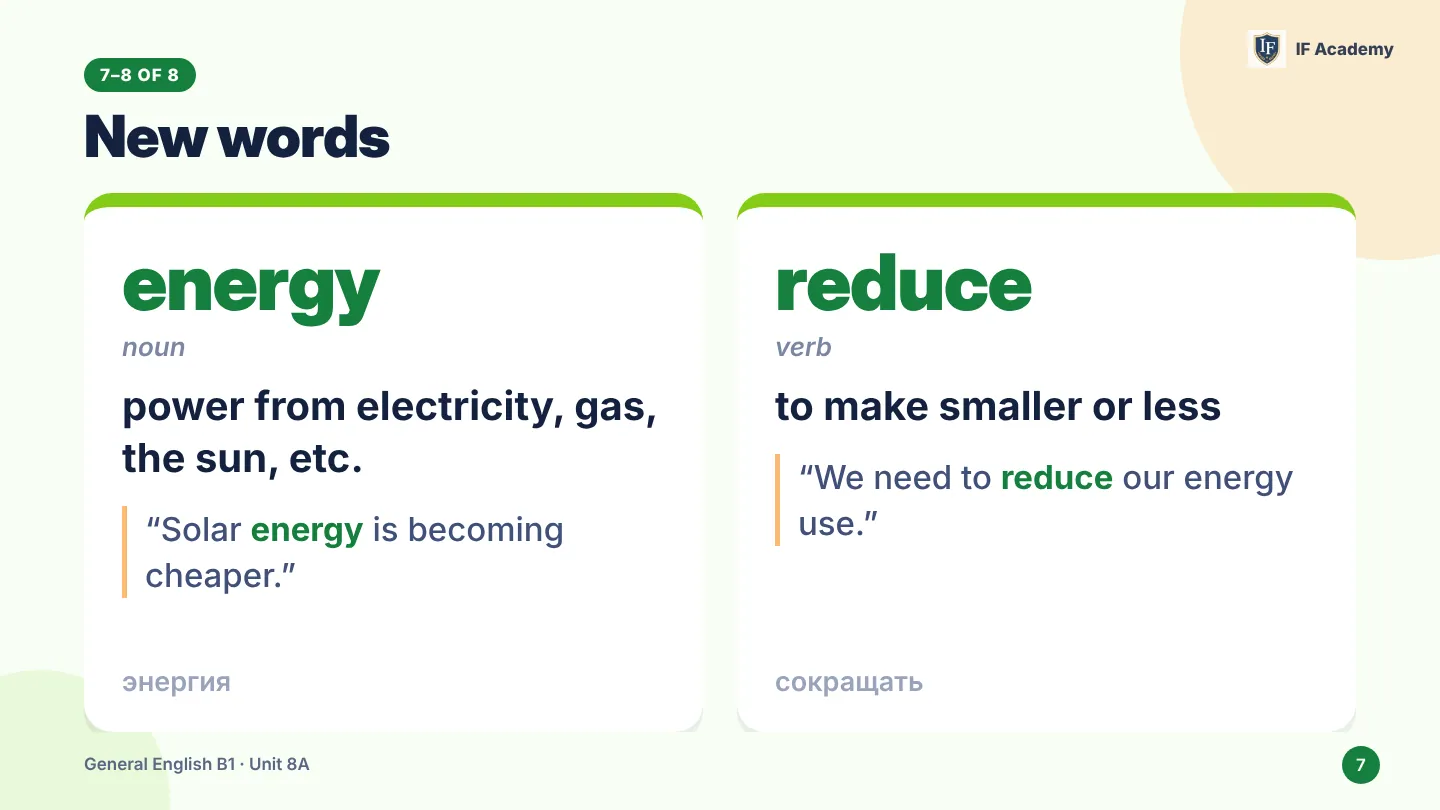 IF Academy
7–8 OF 8
New words
energy
noun
power from electricity, gas,
the sun, etc.
“Solar energy is becoming
cheaper.”
энергия
reduce
verb
to make smaller or less
“We need to reduce our energy
use.”
сокращать
General English B1 · Unit 8A
7